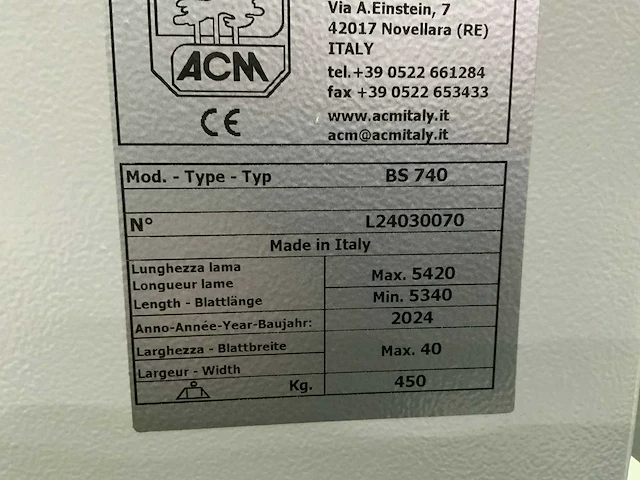 Via A.Einstein, 7
42017 Novellara (RE)
ITALY
tel.+39 0522 661284
fax +39 0522 653433
www.acmitaly.it
acm@acmitaly.it
ACM
CE
Mod. - Type - Typ BS 740
N° L24030070
Made in Italy
Lunghezza lama
Longueur lame
Length - Blattlänge
Max. 5420
Min. 5340
Anno-Année-Year-Baujahr: 2024
Larghezza - Blattbreite
Largeur - Width
Max. 40
Kg. 450